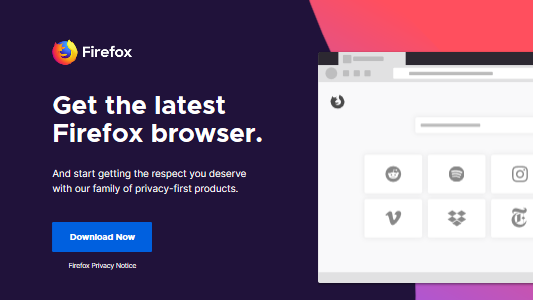 Firefox
Get the latest
Firefox browser.
And start getting the respect you deserve
with our family of privacy-first products.
Download Now
Firefox Privacy Notice